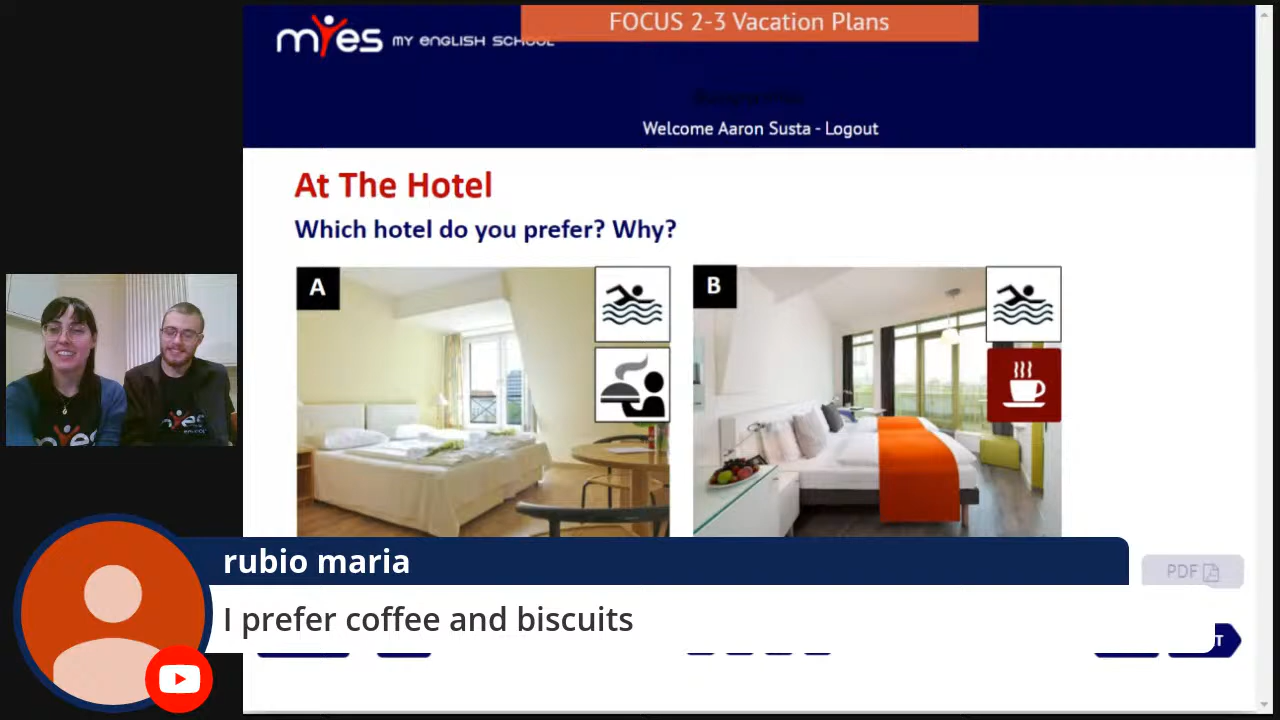 FOCUS 2-3 Vacation Plans
myes MY ENGLISH SCHOOL
Welcome Aaron Susta - Logout
At The Hotel
Which hotel do you prefer? Why?
A
B
rubio maria
PDF
I prefer coffee and biscuits